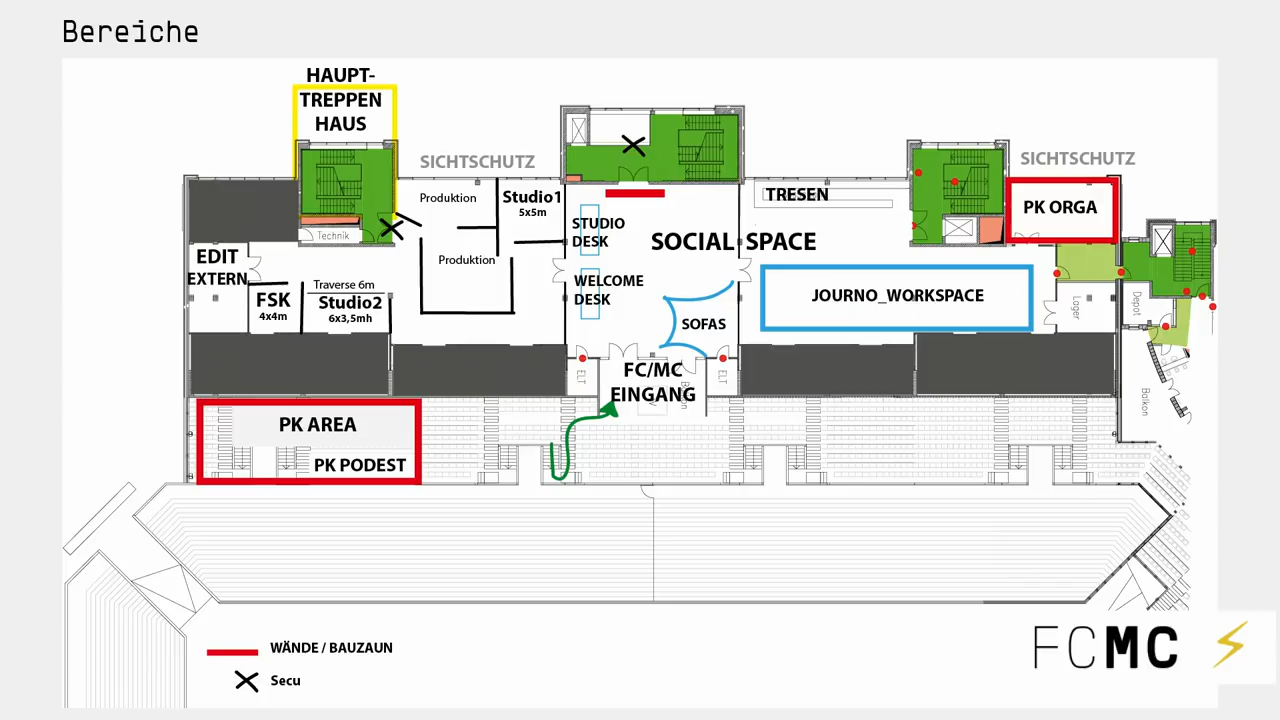 Bereiche
HAUPT-
TREPPEN
HAUS
SICHTSCHUTZ
SICHTSCHUTZ
Produktion
Studio1
5x5m
TRESEN
PK ORGA
STUDIO
DESK
SOCIAL SPACE
Technik
EDIT
EXTERN
Produktion
WELCOME
DESK
FSK
4x4m
Traverse 6m
Studio2
6x3,5mh
SOFAS
JOURNO_WORKSPACE
Lager
Depot
FC/MC
EINGANG
ELT
ELT
Balkon
PK AREA
PK PODEST
WÄNDE / BAUZAUN
Secu
FCMC